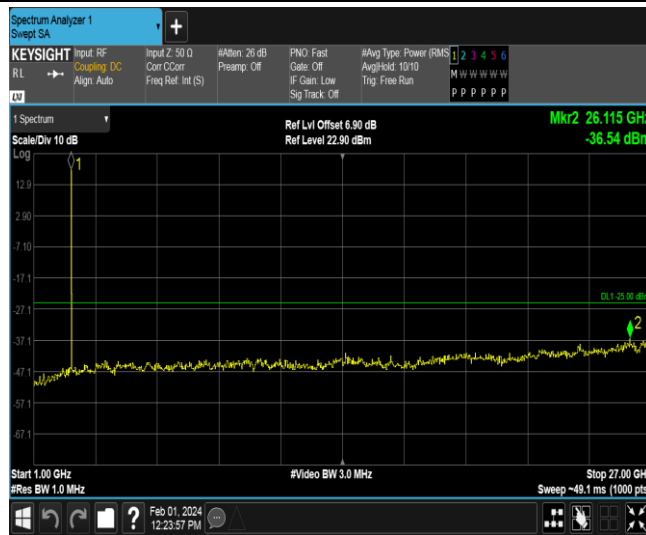 Spectrum Analyzer 1
Swept SA
+
KEYSIGHT
RL
Input: RF
Coupling: DC
Align: Auto
Input Z: 50 Ω
Corr CCorr
Freq Ref: Int (S)
#Atten: 26 dB
Preamp: Off
PNO: Fast
Gate: Off
IF Gain: Low
Sig Track: Off
#Avg Type: Power (RMS
Avg|Hold: 10/10
Trig: Free Run
1 2 3 4 5 6
M W W W W W
P P P P P P
1 Spectrum
Scale/Div 10 dB
Log
Ref Lvl Offset 6.90 dB
Ref Level 22.90 dBm
Mkr2 26.115 GHz
-36.54 dBm
1
12.9
2.90
-7.10
-17.1
DL1 -25.00 dBm
-27.1
2
-37.1
-47.1
-57.1
-67.1
Start 1.00 GHz
#Res BW 1.0 MHz
#Video BW 3.0 MHz
Stop 27.00 GH
Sweep ~49.1 ms (1000 pts
?
Feb 01, 2024
12:23:57 PM